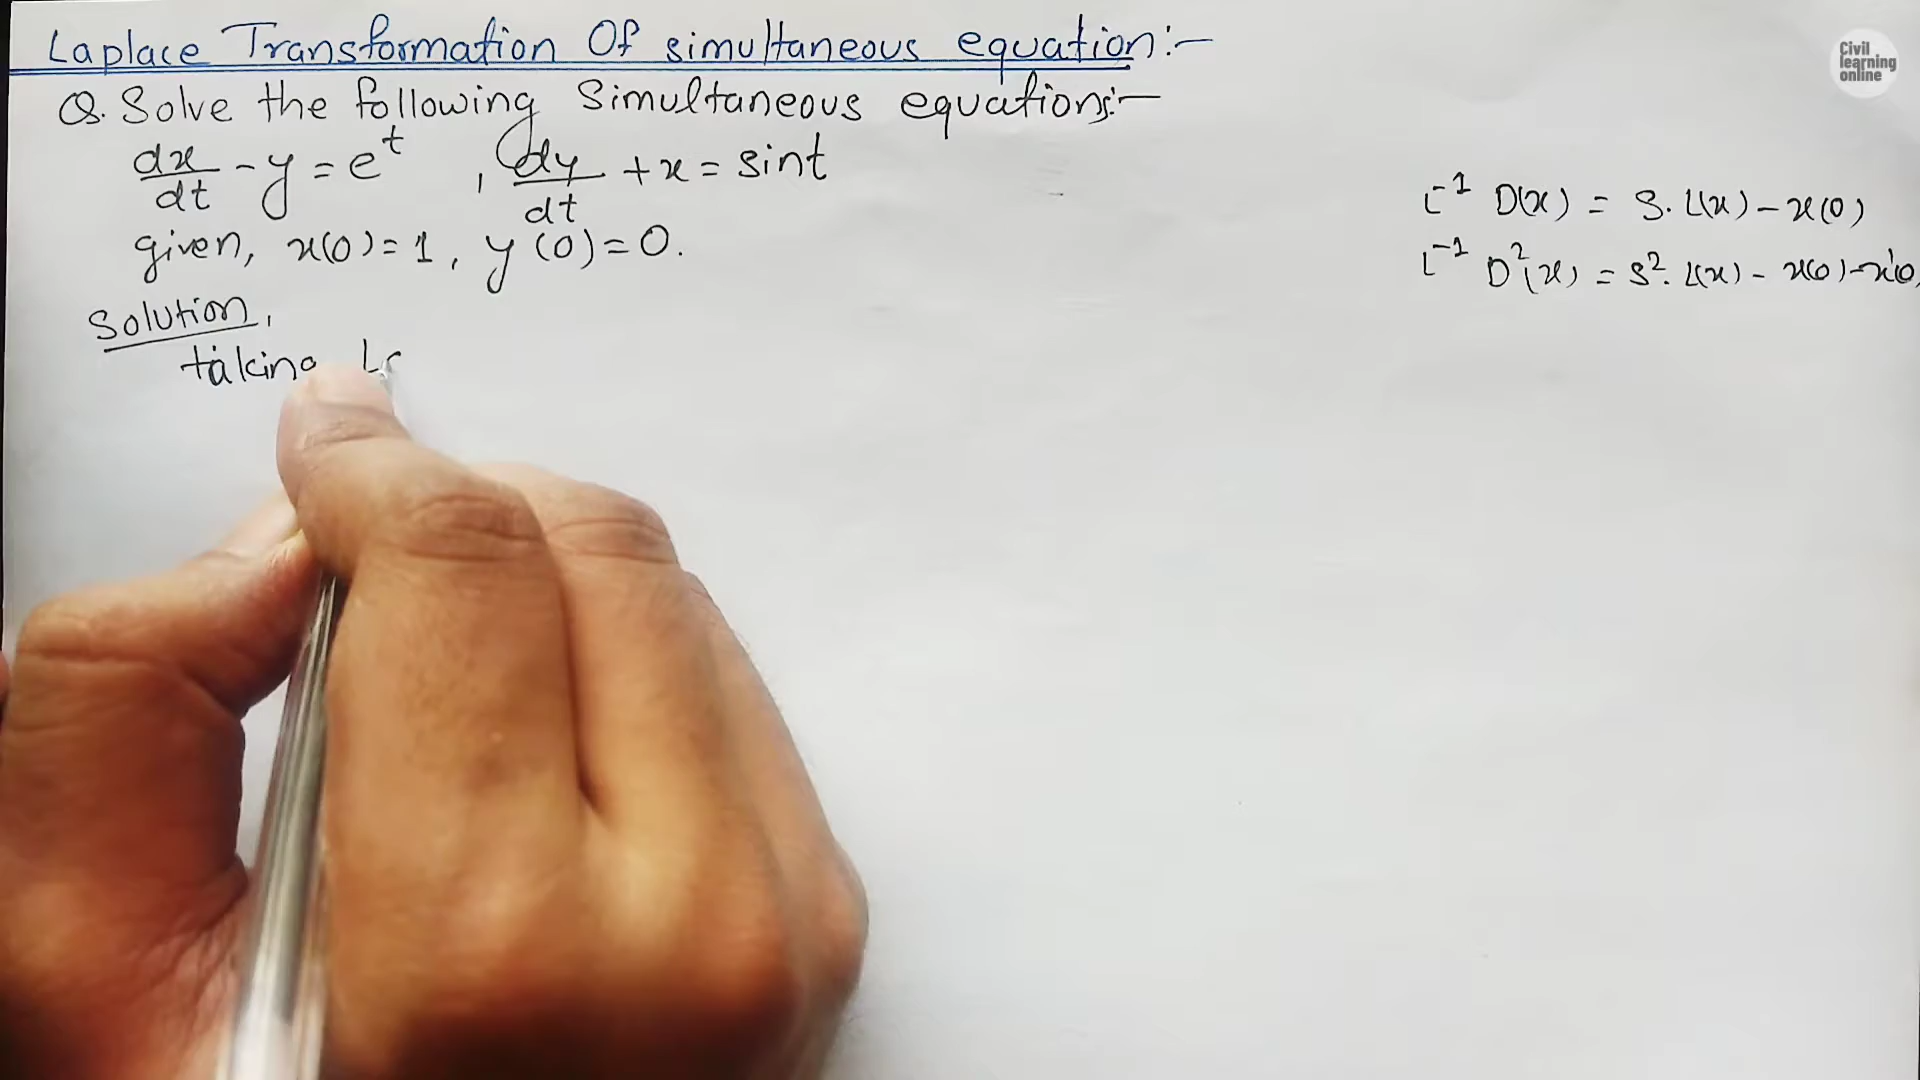 Laplace Transformation Of simultaneous equation:-
Q. Solve the following Simultaneous equations:-
dx/dt - y = e^t , dy/dt + x = sint
given, x(0) = 1, y(0) = 0.
Solution,
taking La
L^-1 D(x) = S. L(x) - x(0)
L^-1 D^2(x) = S^2. L(x) - x(0) - x'(0)
Civil
learning
online